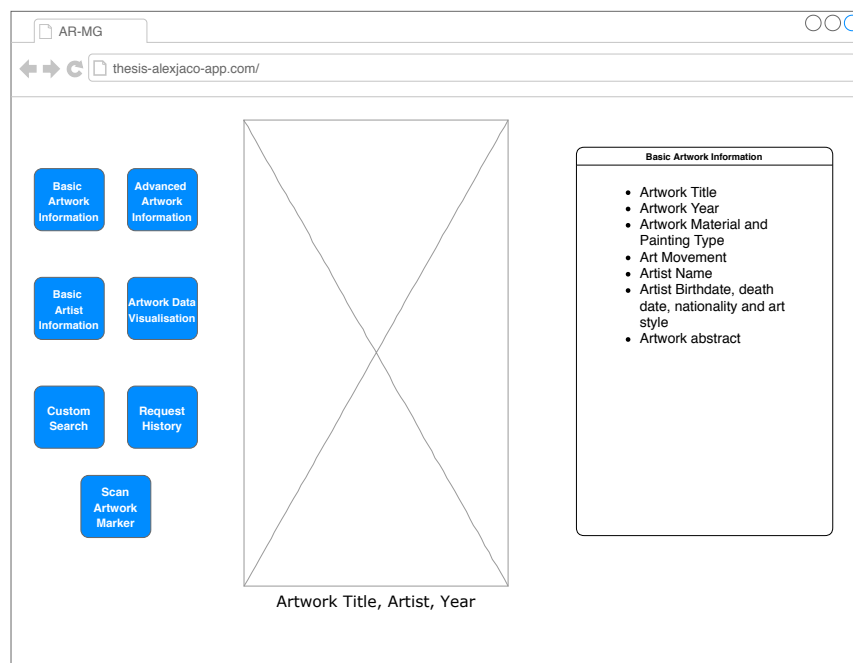 AR-MG
thesis-alexjaco-app.com/
Basic
Artwork
Information
Advanced
Artwork
Information
Basic
Artist
Information
Artwork Data
Visualisation
Custom
Search
Request
History
Scan
Artwork
Marker
Artwork Title, Artist, Year
Basic Artwork Information
• Artwork Title
• Artwork Year
• Artwork Material and
Painting Type
• Art Movement
• Artist Name
• Artist Birthdate, death
date, nationality and art
style
• Artwork abstract